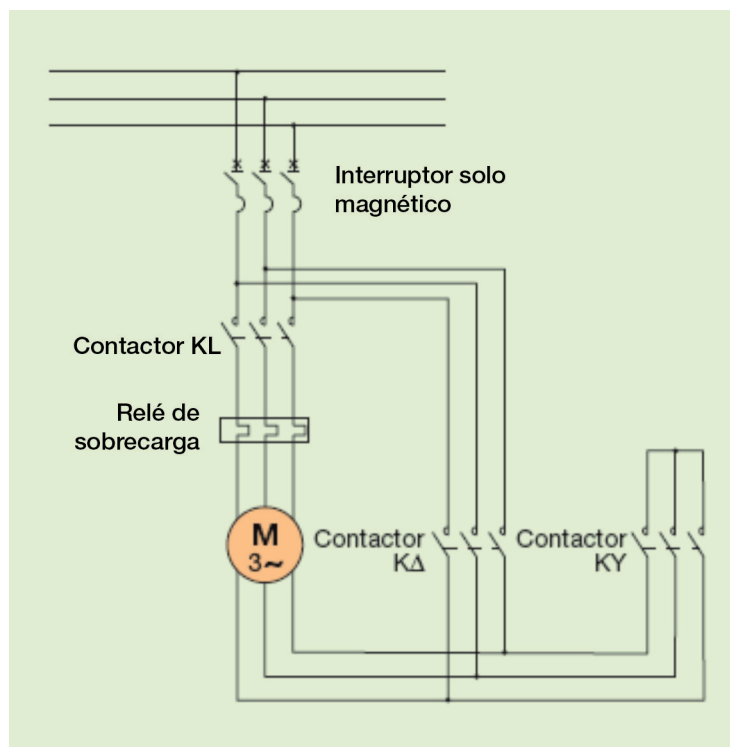 Interruptor solo
magnético
Contactor KL
Relé de
sobrecarga
M
3~
Contactor
KΔ
Contactor
KY